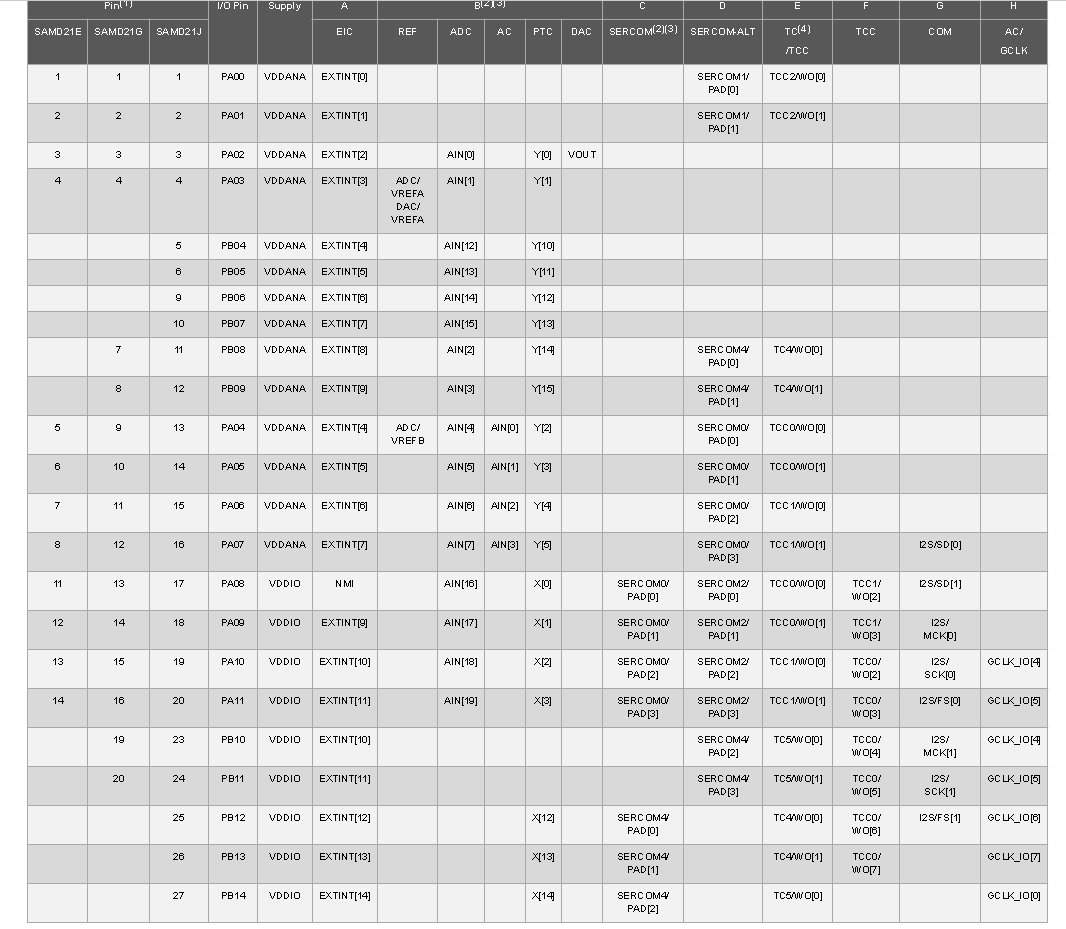 Pin(1) I/O Pin Supply A B(2)(3) C D E F G H
SAMD21E SAMD21G SAMD21J EIC REF ADC AC PTC DAC SERCOM(2)(3) SERCOM-ALT TC(4) TCC COM AC/
/TCC GCLK
1 1 1 PA00 VDDANA EXTINT[0] SERCOM1/ TCC2/WO[0]
PAD[0]
2 2 2 PA01 VDDANA EXTINT[1] SERCOM1/ TCC2/WO[1]
PAD[1]
3 3 3 PA02 VDDANA EXTINT[2] AIN[0] Y[0] VOUT
4 4 4 PA03 VDDANA EXTINT[3] ADC/ AIN[1] Y[1]
VREFA
DAC/
VREFA
5 PB04 VDDANA EXTINT[4] AIN[12] Y[10]
6 PB05 VDDANA EXTINT[5] AIN[13] Y[11]
9 PB06 VDDANA EXTINT[6] AIN[14] Y[12]
10 PB07 VDDANA EXTINT[7] AIN[15] Y[13]
7 11 PB08 VDDANA EXTINT[8] AIN[2] Y[14] SERCOM4/ TC4/WO[0]
PAD[0]
8 12 PB09 VDDANA EXTINT[9] AIN[3] Y[15] SERCOM4/ TC4/WO[1]
PAD[1]
5 9 13 PA04 VDDANA EXTINT[4] ADC/ AIN[4] AIN[0] Y[2] SERCOM0/ TCC0/WO[0]
VREFB PAD[0]
6 10 14 PA05 VDDANA EXTINT[5] AIN[5] AIN[1] Y[3] SERCOM0/ TCC0/WO[1]
PAD[1]
7 11 15 PA06 VDDANA EXTINT[6] AIN[6] AIN[2] Y[4] SERCOM0/ TCC1/WO[0]
PAD[2]
8 12 16 PA07 VDDANA EXTINT[7] AIN[7] AIN[3] Y[5] SERCOM0/ TCC1/WO[1] I2S/SD[0]
PAD[3]
11 13 17 PA08 VDDIO NMI AIN[16] X[0] SERCOM0/ SERCOM2/ TCC0/WO[0] TCC1/ I2S/SD[1]
PAD[0] PAD[0] WO[2]
12 14 18 PA09 VDDIO EXTINT[9] AIN[17] X[1] SERCOM0/ SERCOM2/ TCC0/WO[1] TCC1/ I2S/
PAD[1] PAD[1] WO[3] MCK[0]
13 15 19 PA10 VDDIO EXTINT[10] AIN[18] X[2] SERCOM0/ SERCOM2/ TCC1/WO[0] TCC0/ I2S/ GCLK_IO[4]
PAD[2] PAD[2] WO[2] SCK[0]
14 16 20 PA11 VDDIO EXTINT[11] AIN[19] X[3] SERCOM0/ SERCOM2/ TCC1/WO[1] TCC0/ I2S/FS[0] GCLK_IO[5]
PAD[3] PAD[3] WO[3]
19 23 PB10 VDDIO EXTINT[10] SERCOM4/ TC5/WO[0] TCC0/ I2S/ GCLK_IO[4]
PAD[2] WO[4] MCK[1]
20 24 PB11 VDDIO EXTINT[11] SERCOM4/ TC5/WO[1] TCC0/ I2S/ GCLK_IO[5]
PAD[3] WO[5] SCK[1]
25 PB12 VDDIO EXTINT[12] X[12] SERCOM4/ TC4/WO[0] TCC0/ I2S/FS[1] GCLK_IO[6]
PAD[0] WO[6]
26 PB13 VDDIO EXTINT[13] X[13] SERCOM4/ TC4/WO[1] TCC0/ GCLK_IO[7]
PAD[1] WO[7]
27 PB14 VDDIO EXTINT[14] X[14] SERCOM4/ TC5/WO[0] GCLK_IO[0]
PAD[2]